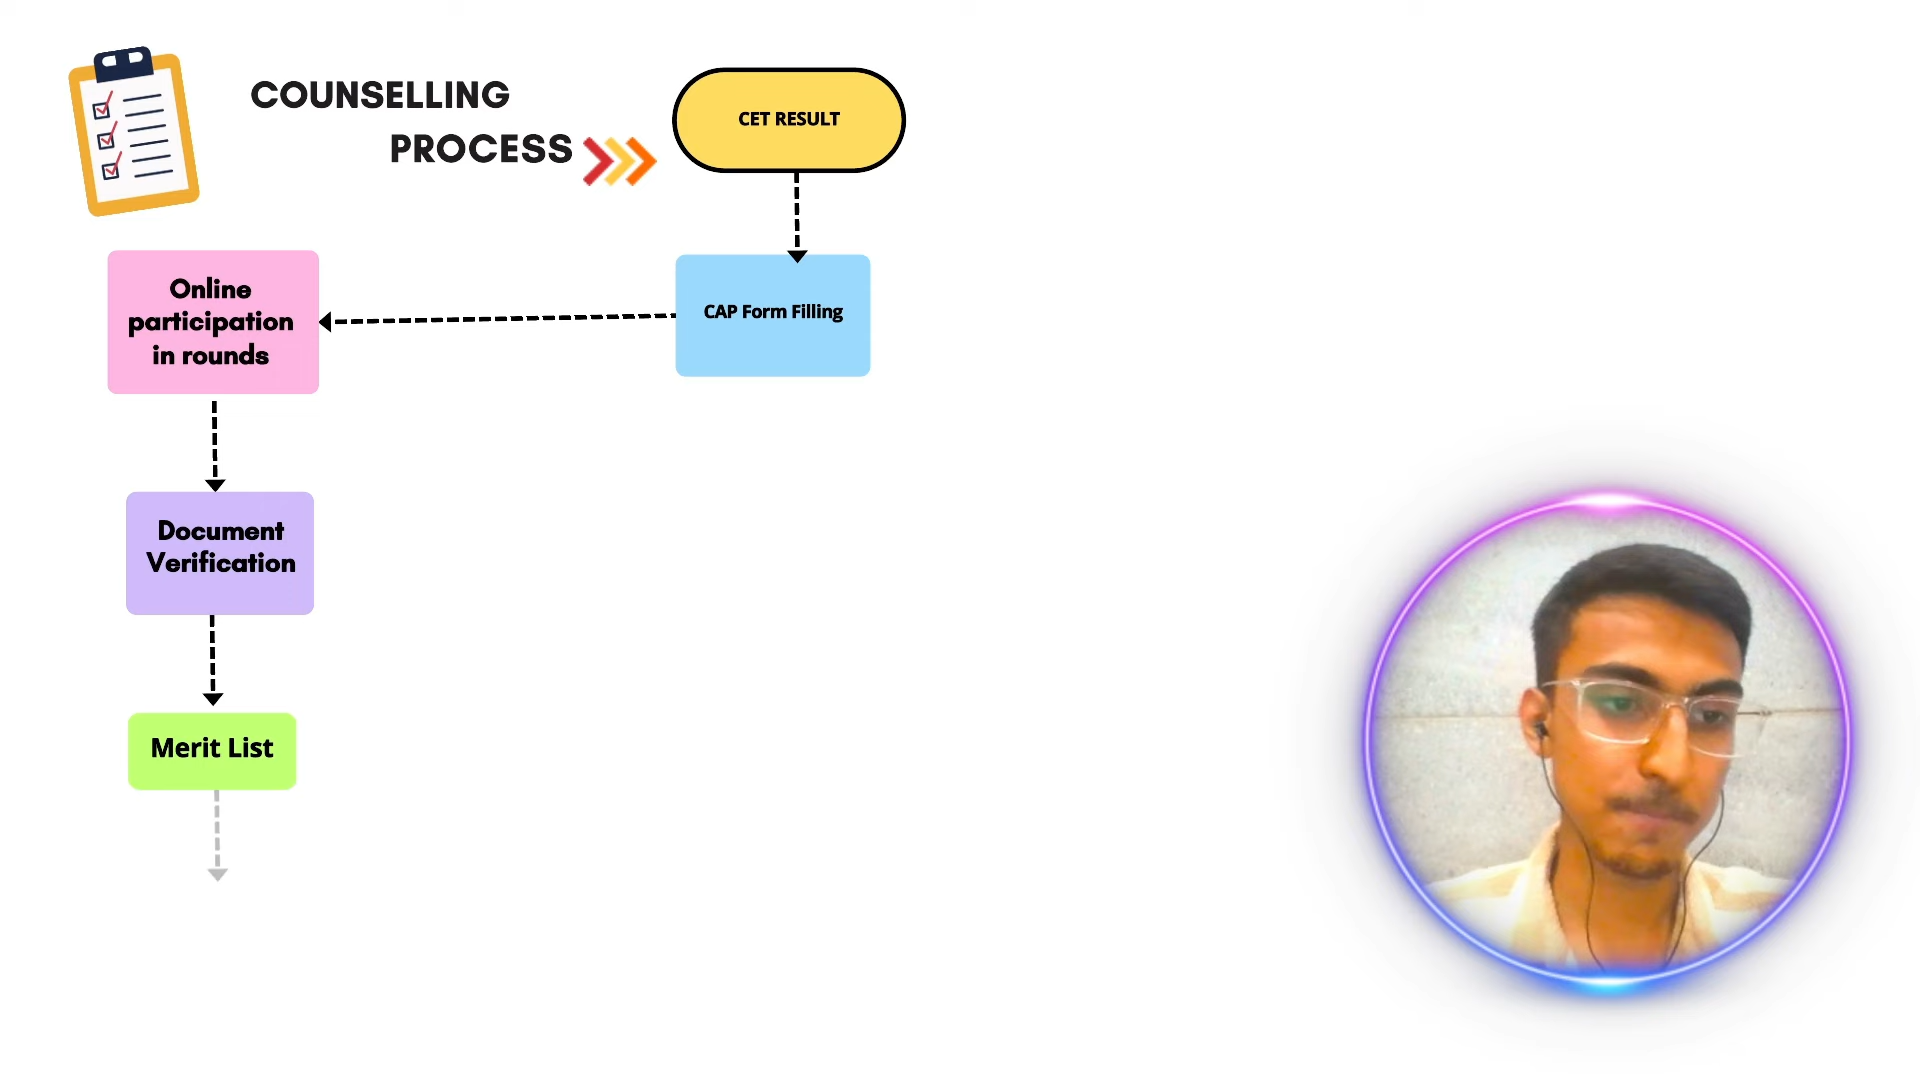 COUNSELLING
PROCESS
CET RESULT
CAP Form Filling
Online
participation
in rounds
Document
Verification
Merit List